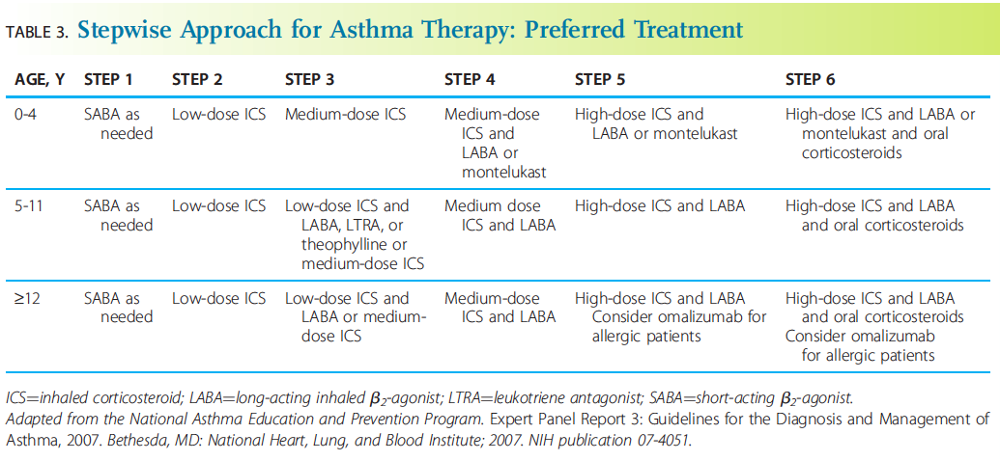 TABLE 3. Stepwise Approach for Asthma Therapy: Preferred Treatment
AGE, Y STEP 1 STEP 2 STEP 3 STEP 4 STEP 5 STEP 6
0-4 SABA as Low-dose ICS Medium-dose ICS Medium-dose High-dose ICS and High-dose ICS and LABA or
needed ICS and LABA or montelukast montelukast and oral
LABA or corticosteroids
montelukast
5-11 SABA as Low-dose ICS Low-dose ICS and Medium dose High-dose ICS and LABA High-dose ICS and LABA
needed LABA, LTRA, or ICS and LABA and oral corticosteroids
theophylline or
medium-dose ICS
≥12 SABA as Low-dose ICS Low-dose ICS and Medium-dose High-dose ICS and LABA High-dose ICS and LABA
needed LABA or medium- ICS and LABA Consider omalizumab for and oral corticosteroids
dose ICS allergic patients Consider omalizumab
for allergic patients
ICS=inhaled corticosteroid; LABA=long-acting inhaled β2-agonist; LTRA=leukotriene antagonist; SABA=short-acting β2-agonist.
Adapted from the National Asthma Education and Prevention Program. Expert Panel Report 3: Guidelines for the Diagnosis and Management of
Asthma, 2007. Bethesda, MD: National Heart, Lung, and Blood Institute; 2007. NIH publication 07-4051.